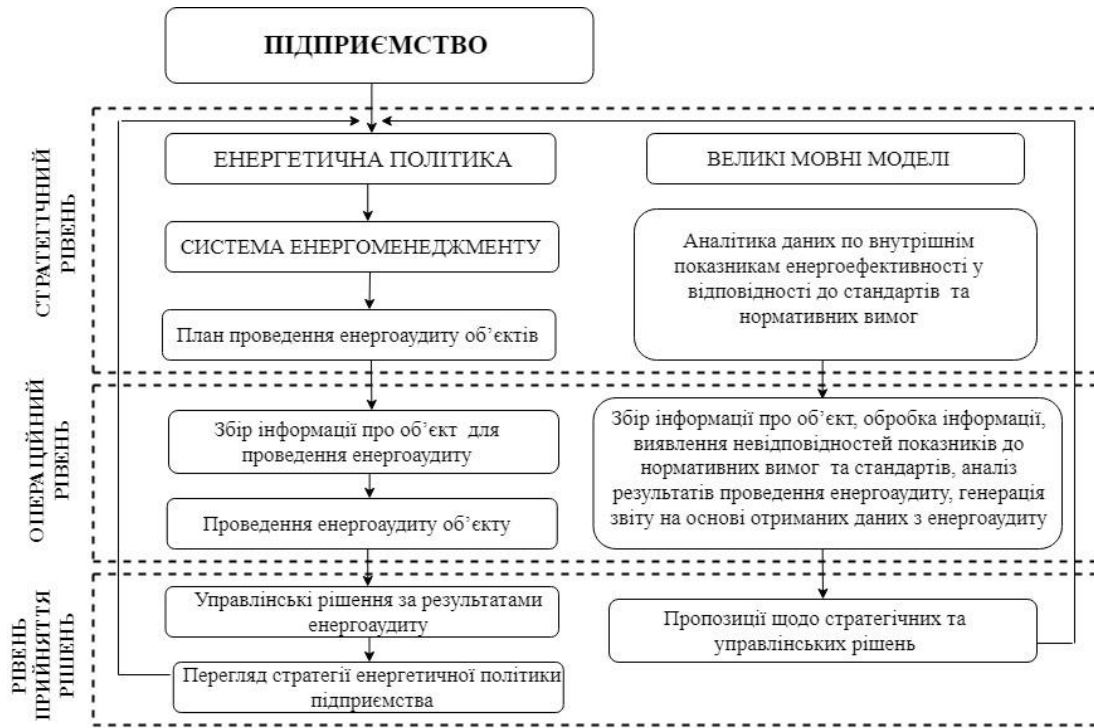 ПІДПРИЄМСТВО
СТРАТЕГІЧНИЙ
РІВЕНЬ
ЕНЕРГЕТИЧНА ПОЛІТИКА
ВЕЛИКІ МОВНІ МОДЕЛІ
СИСТЕМА ЕНЕРГОМЕНЕДЖМЕНТУ
Аналітика даних по внутрішнім
показникам енергоефективності у
відповідності до стандартів та
нормативних вимог
План проведення енергоаудиту об’єктів
ОПЕРАЦІЙНИЙ
РІВЕНЬ
Збір інформації про об’єкт для
проведення енергоаудиту
Збір інформації про об’єкт, обробка інформації,
виявлення невідповідностей показників до
нормативних вимог та стандартів, аналіз
результатів проведення енергоаудиту, генерація
звіту на основі отриманих даних з енергоаудиту
Проведення енергоаудиту об’єкту
РІВЕНЬ
ПРИЙНЯТТЯ
РІШЕНЬ
Управлінські рішення за результатами
енергоаудиту
Пропозиції щодо стратегічних та
управлінських рішень
Перегляд стратегії енергетичної політики
підприємства